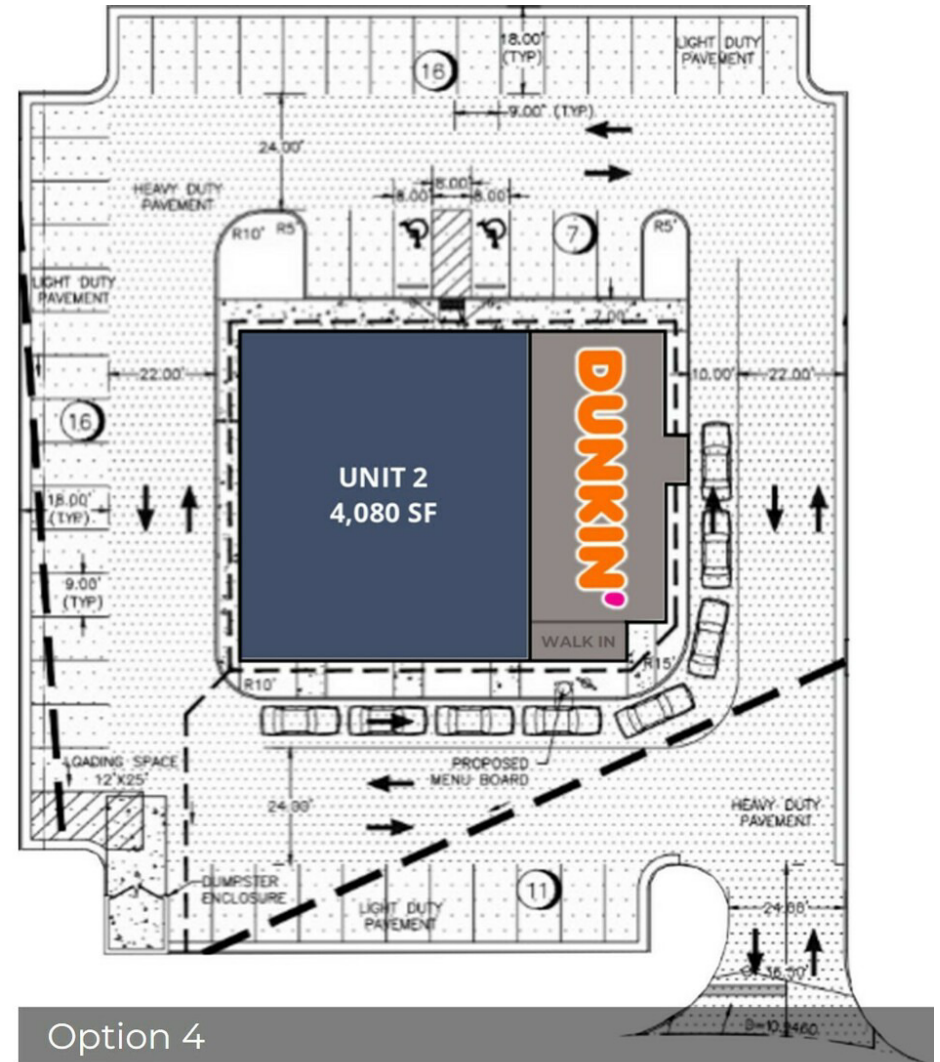 18.00'
(TYP)
LIGHT DUTY
PAVEMENT
16
9.00' (TYP)
24.00'
HEAVY DUTY
PAVEMENT
8.00'
8.00'
8.00'
R10'
R5'
7
R5'
LIGHT DUTY
PAVEMENT
7.00'
22.00'
10.00'
22.00'
DUNKIN'
16
UNIT 2
4,080 SF
18.00'
(TYP)
9.00'
(TYP)
WALK IN
R15'
R10'
LOADING SPACE
12'X25'
PROPOSED
MENU BOARD
24.00'
HEAVY DUTY
PAVEMENT
DUMPSTER
ENCLOSURE
11
LIGHT DUTY
PAVEMENT
24.00'
Option 4